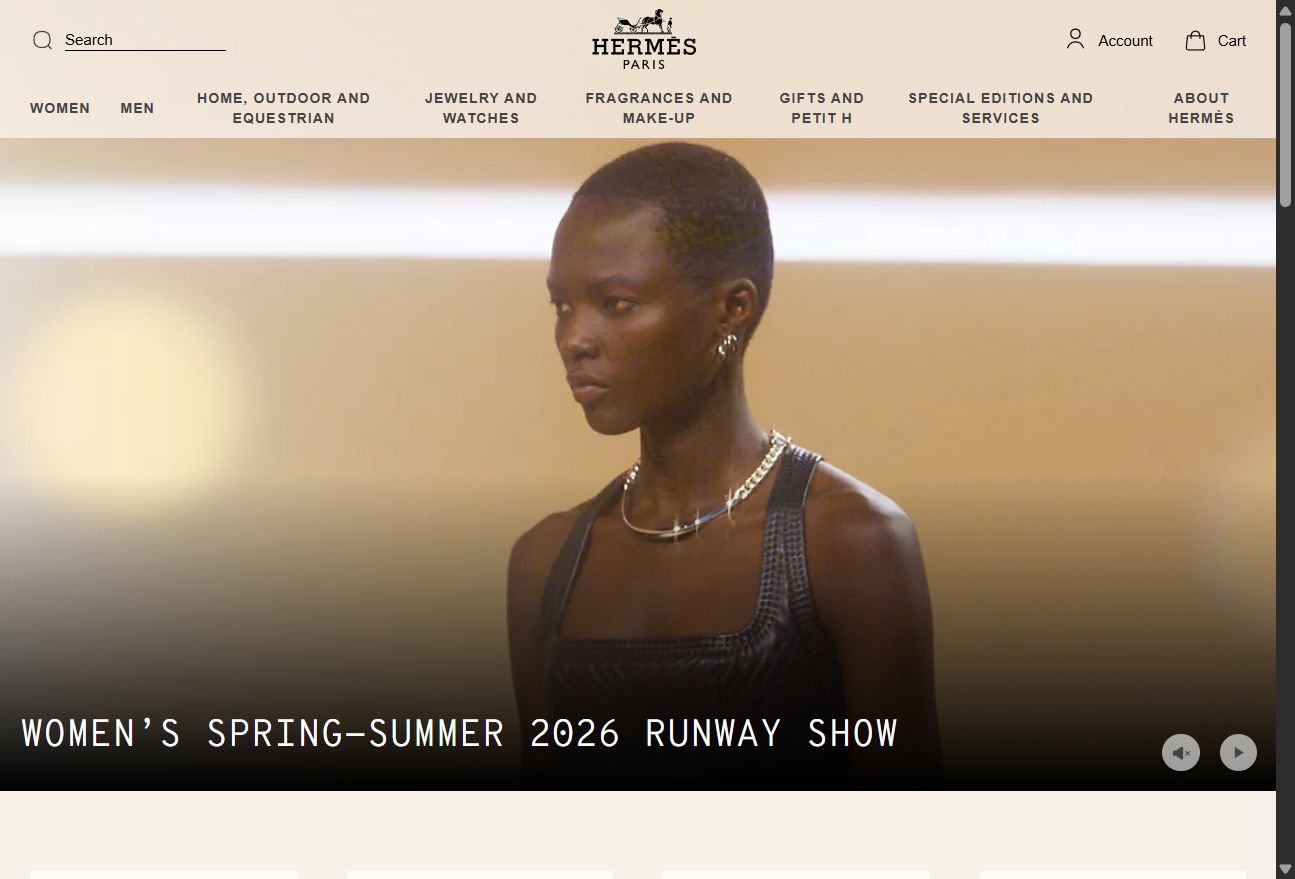 Search
HERMÈS
PARIS
Account
Cart
WOMEN
MEN
HOME, OUTDOOR AND
EQUESTRIAN
JEWELRY AND
WATCHES
FRAGRANCES AND
MAKE-UP
GIFTS AND
PETIT H
SPECIAL EDITIONS AND
SERVICES
ABOUT
HERMÈS
WOMEN’S SPRING–SUMMER 2026 RUNWAY SHOW